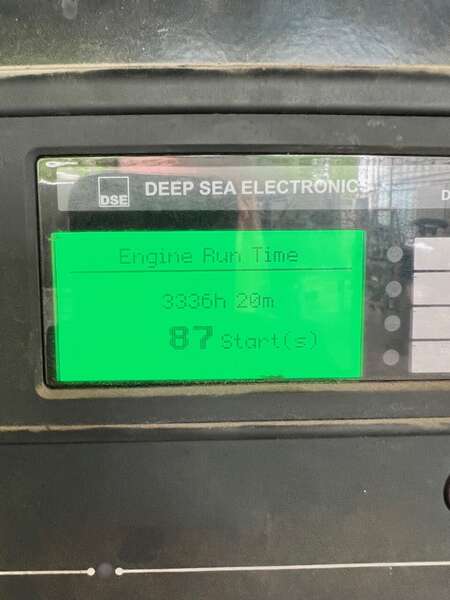 DSE DEEP SEA ELECTRONICS D
Engine Run Time
3336h 20m
87 Start(s)